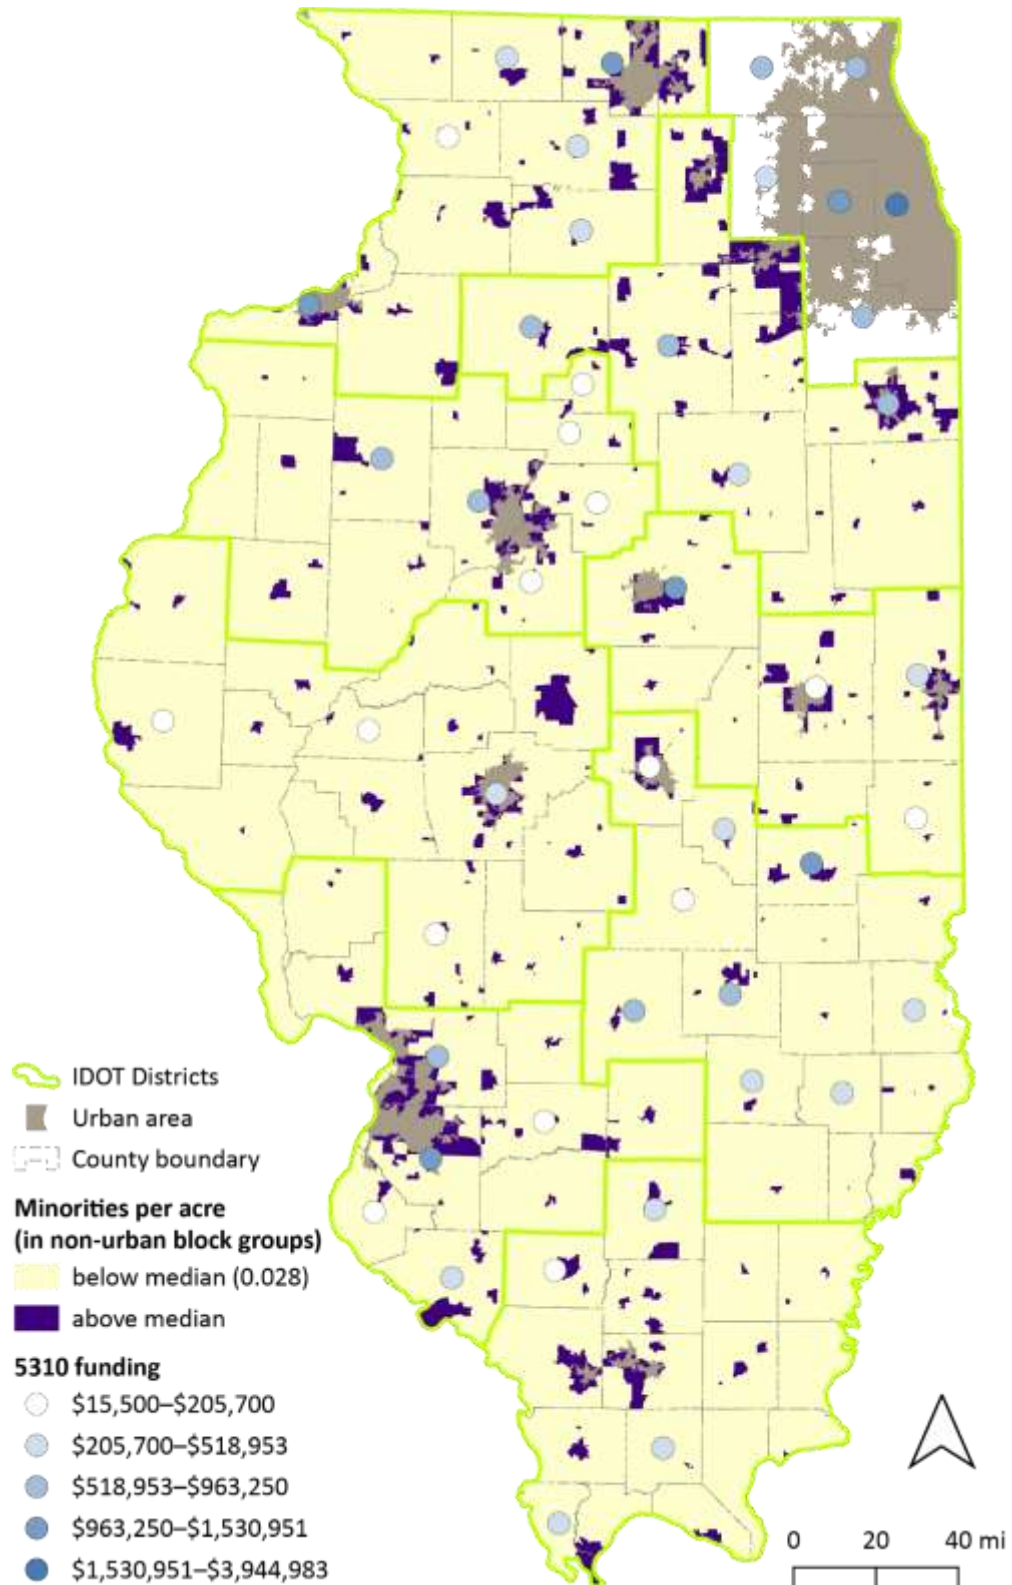 IDOT Districts
Urban area
County boundary
Minorities per acre
(in non-urban block groups)
below median (0.028)
above median
5310 funding
$15,500–$205,700
$205,700–$518,953
$518,953–$963,250
$963,250–$1,530,951
$1,530,951–$3,944,983
0 20 40 mi